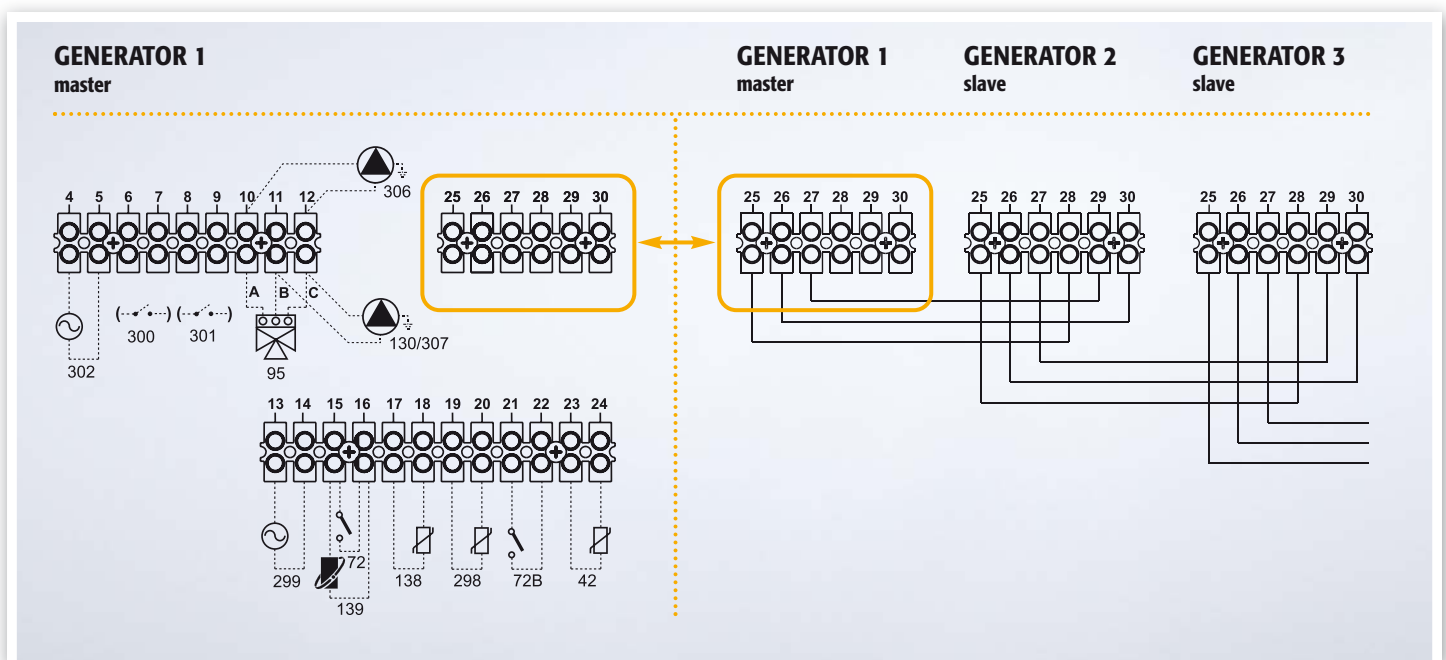 GENERATOR 1
master
GENERATOR 1
master
GENERATOR 2
slave
GENERATOR 3
slave
306
4 5 6 7 8 9 10 11 12
25 26 27 28 29 30
25 26 27 28 29 30
25 26 27 28 29 30
25 26 27 28 29 30
A B C
300 301
130/307
302
95
13 14 15 16 17 18 19 20 21 22 23 24
72
299 138 298 72B 42
139